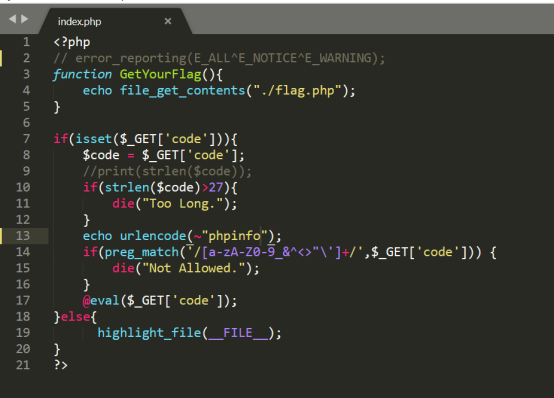 index.php ×
1 <?php
2 // error_reporting(E_ALL^E_NOTICE^E_WARNING);
3 function GetYourFlag(){
4     echo file_get_contents("./flag.php");
5 }
6
7 if(isset($_GET['code'])){
8     $code = $_GET['code'];
9     //print(strlen($code));
10     if(strlen($code)>27){
11         die("Too Long.");
12     }
13     echo urlencode(~"phpinfo");
14     if(preg_match('/[a-zA-Z0-9_&^<>"\']+/',$_GET['code'])) {
15         die("Not Allowed.");
16     }
17     @eval($_GET['code']);
18 }else{
19       highlight_file(__FILE__);
20 }
21 ?>